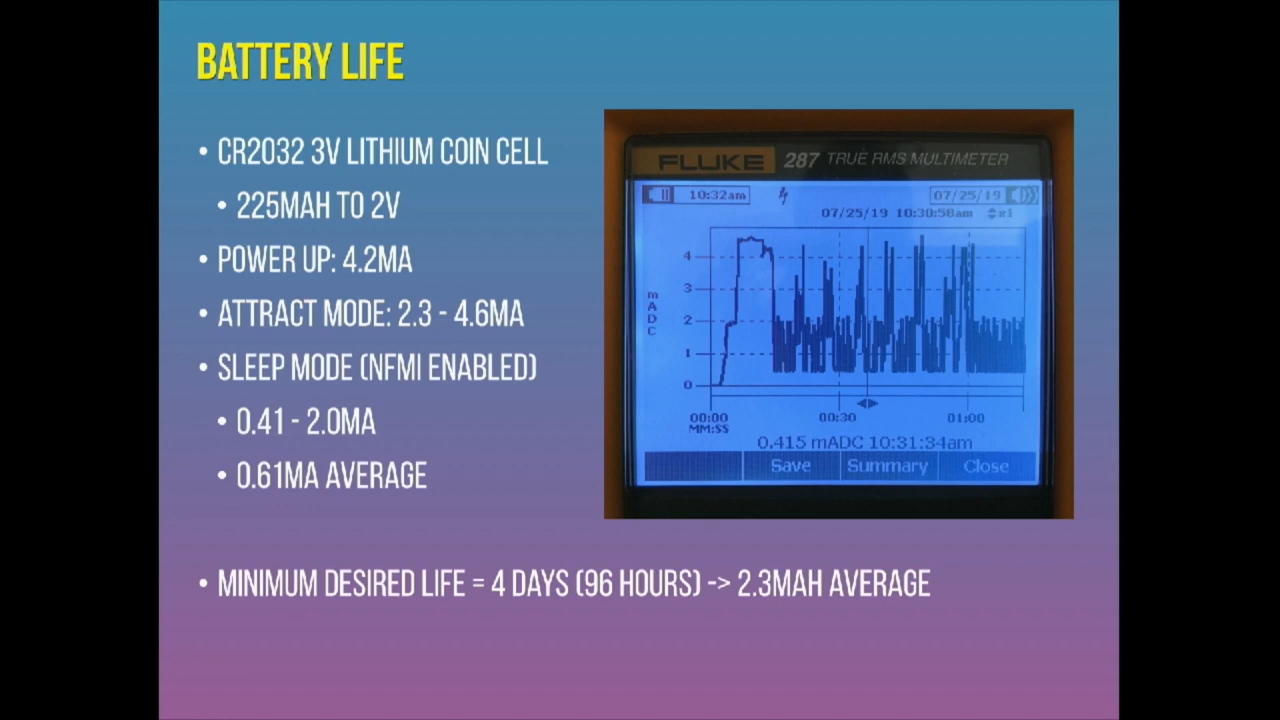 BATTERY LIFE
• CR2032 3V LITHIUM COIN CELL
• 225MAH TO 2V
• POWER UP: 4.2MA
• ATTRACT MODE: 2.3 - 4.6MA
• SLEEP MODE (NFMI ENABLED)
• 0.41 - 2.0MA
• 0.61MA AVERAGE
• MINIMUM DESIRED LIFE = 4 DAYS (96 HOURS) -> 2.3MAH AVERAGE
FLUKE 287 TRUE RMS MULTIMETER
10:32am 07/25/19
07/25/19 10:30:58am x1
4
3
2
1
0
mADC
00:00 00:30 01:00
MM:SS
0.415 mADC 10:31:34am
Save Summary Close